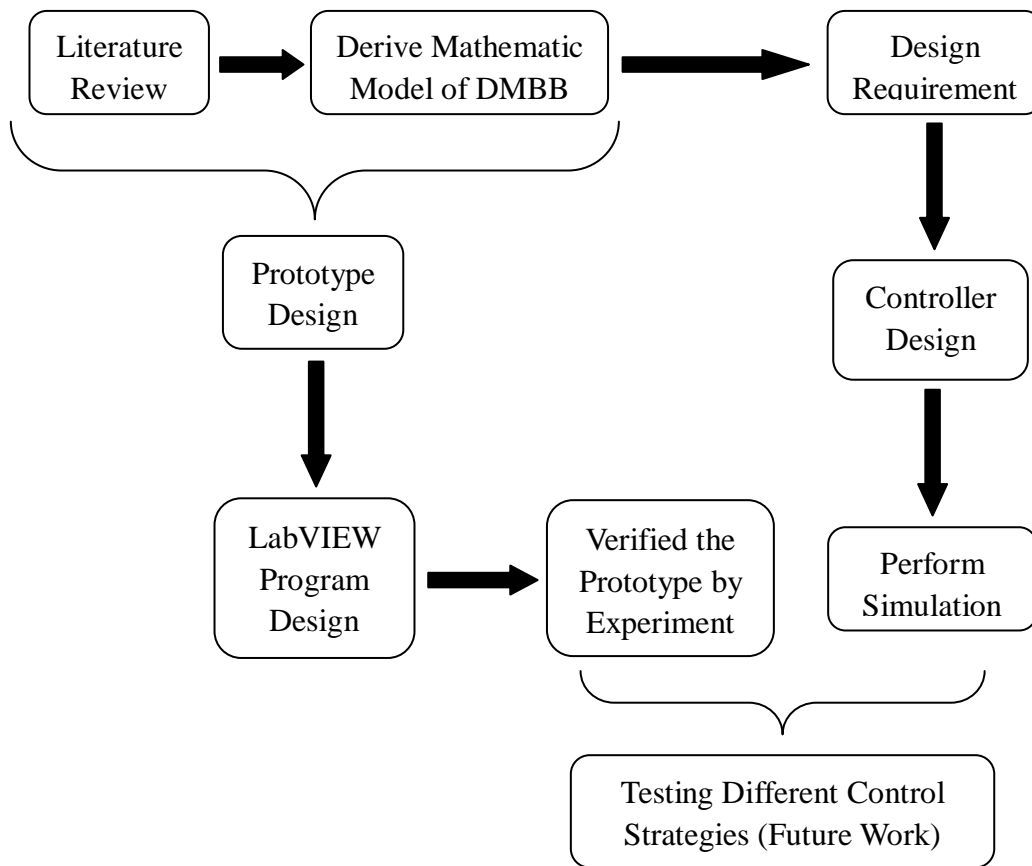 Literature
Review
Derive Mathematic
Model of DMBB
Design
Requirement
Prototype
Design
Controller
Design
LabVIEW
Program
Design
Verified the
Prototype by
Experiment
Perform
Simulation
Testing Different Control
Strategies (Future Work)